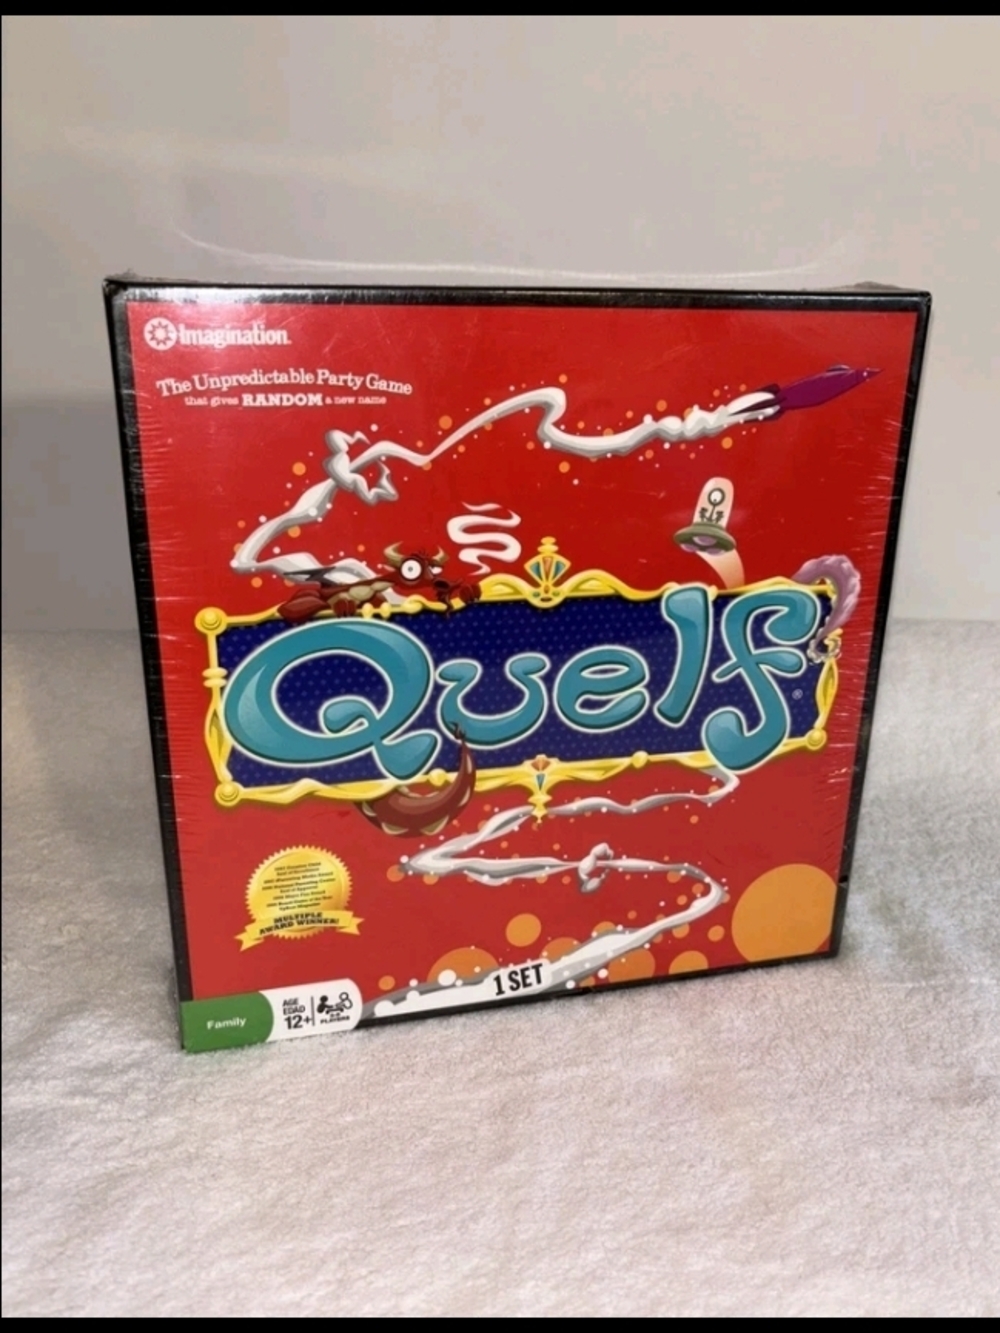 Imagination.
The Unpredictable Party Game
that gives RANDOM a new name
Quelf
®
MULTIPLE
AWARD WINNER!
1 SET
Family
AGE
EDAD
12+
PLAYERS